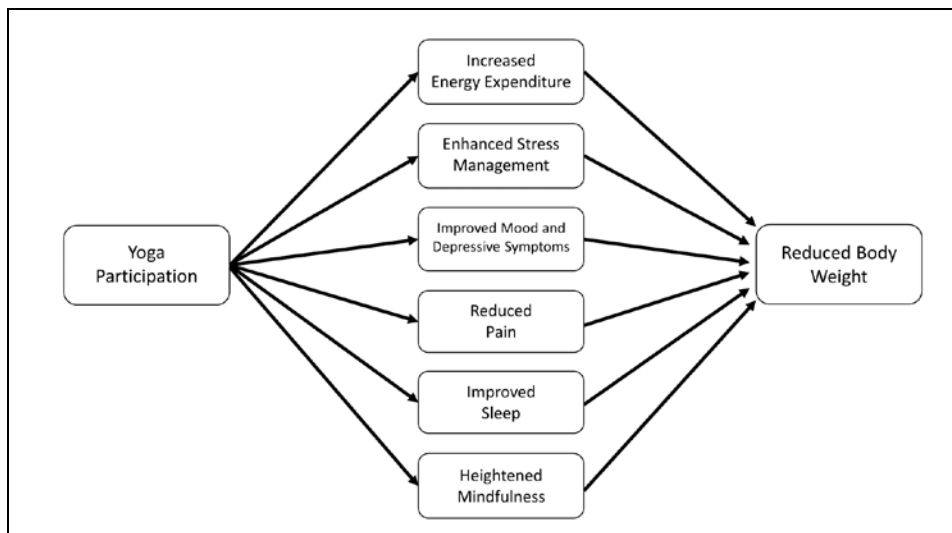 Yoga
Participation
Increased
Energy Expenditure
Enhanced Stress
Management
Improved Mood and
Depressive Symptoms
Reduced
Pain
Improved
Sleep
Heightened
Mindfulness
Reduced Body
Weight